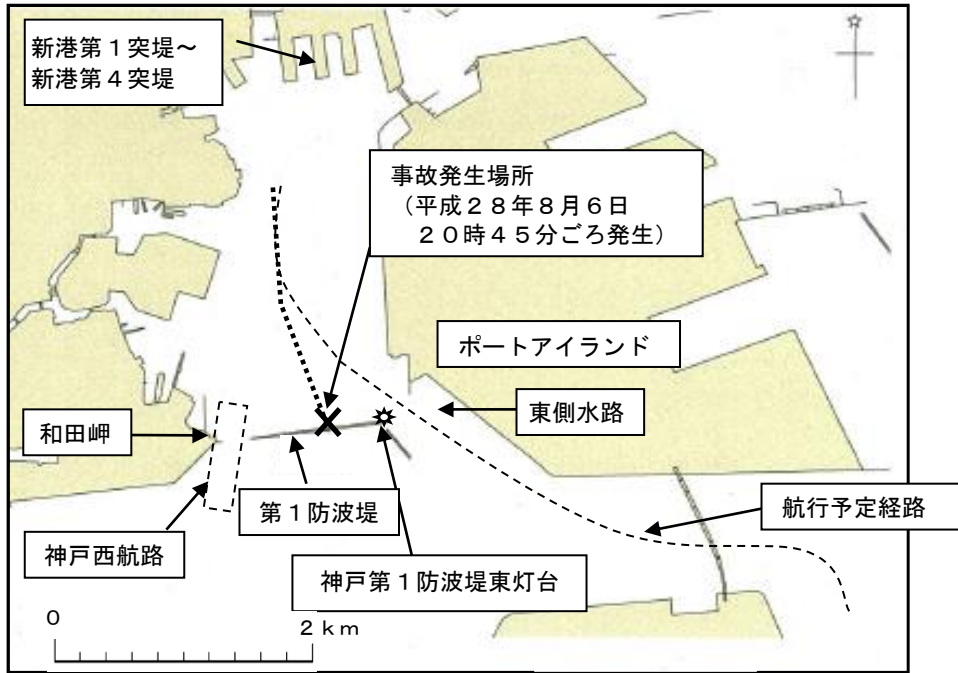 新港第１突堤～
新港第４突堤
事故発生場所
（平成２８年８月６日
２０時４５分ごろ発生）
ポートアイランド
東側水路
和田岬
第１防波堤
航行予定経路
神戸西航路
神戸第１防波堤東灯台
０
２ｋｍ